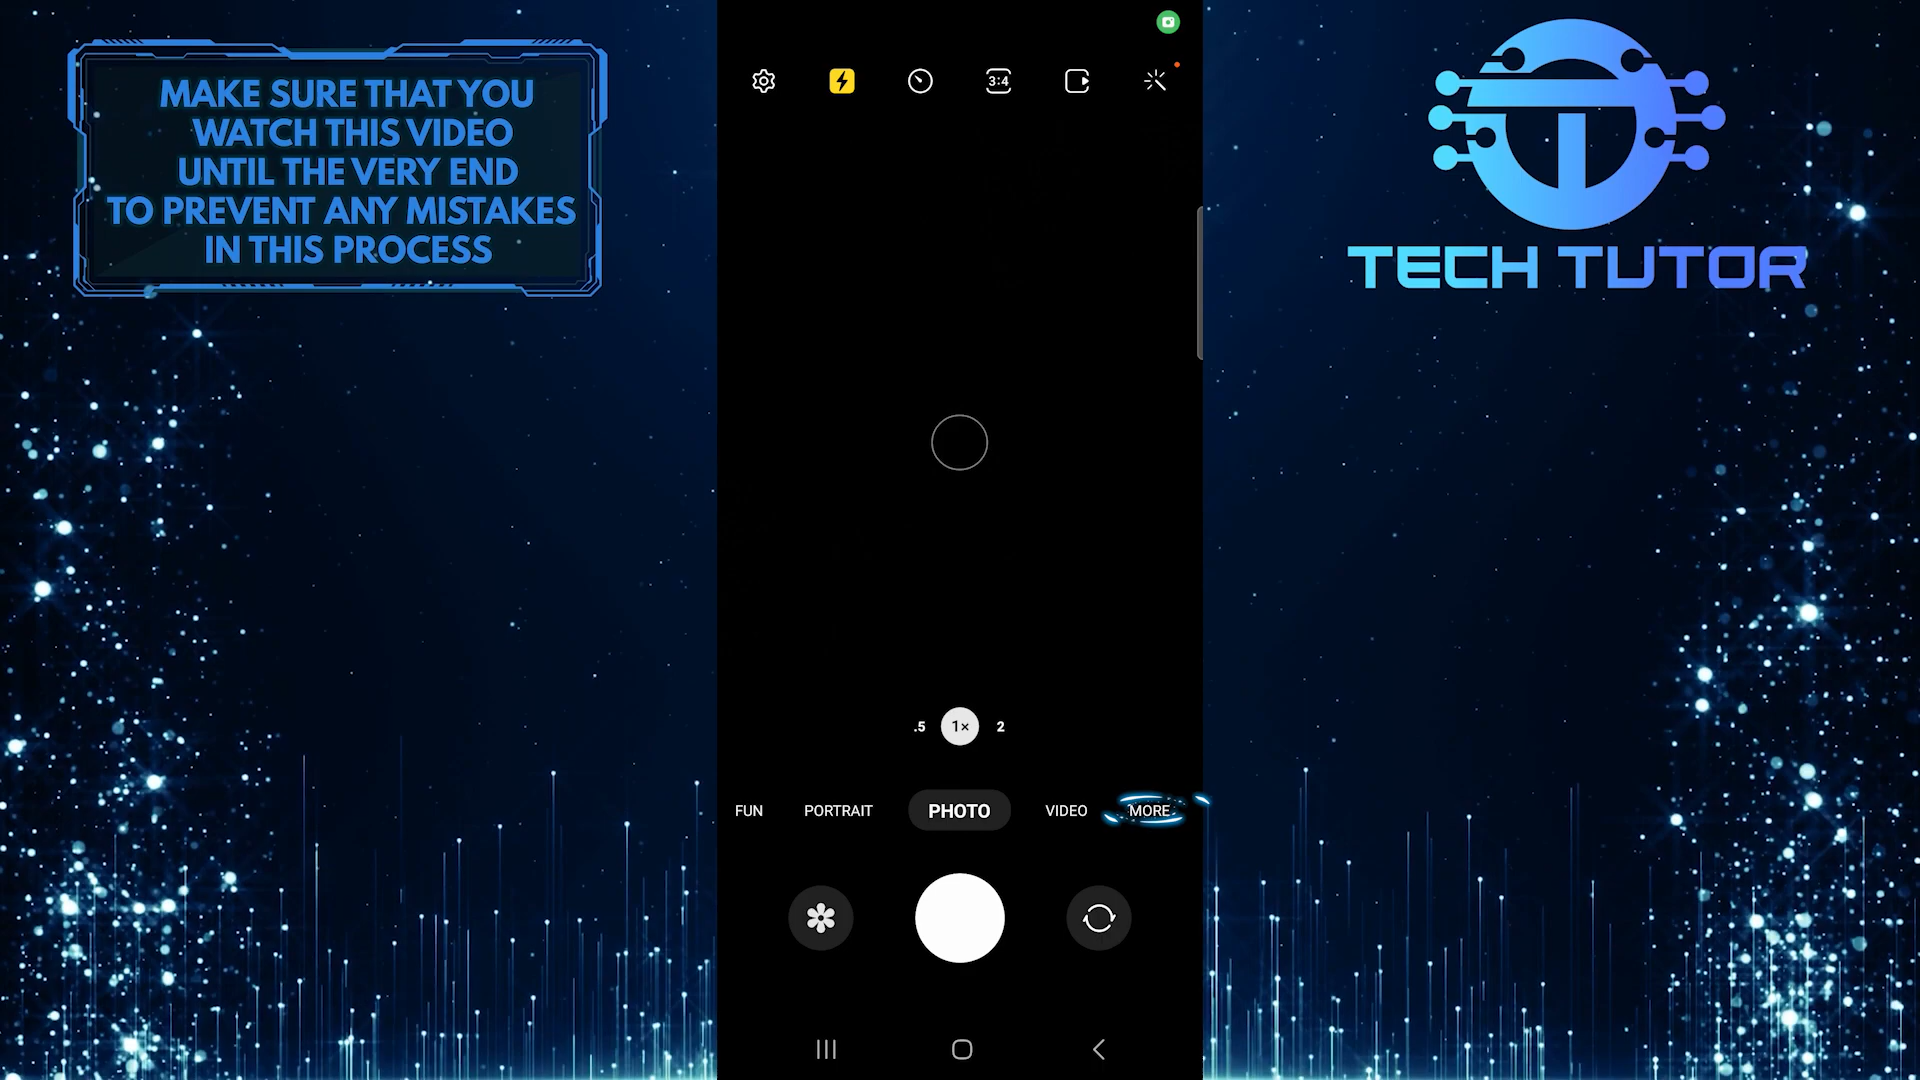 MAKE SURE THAT YOU
WATCH THIS VIDEO
UNTIL THE VERY END
TO PREVENT ANY MISTAKES
IN THIS PROCESS
TECH TUTOR
3:4
.5 1× 2
FUN PORTRAIT PHOTO VIDEO MORE